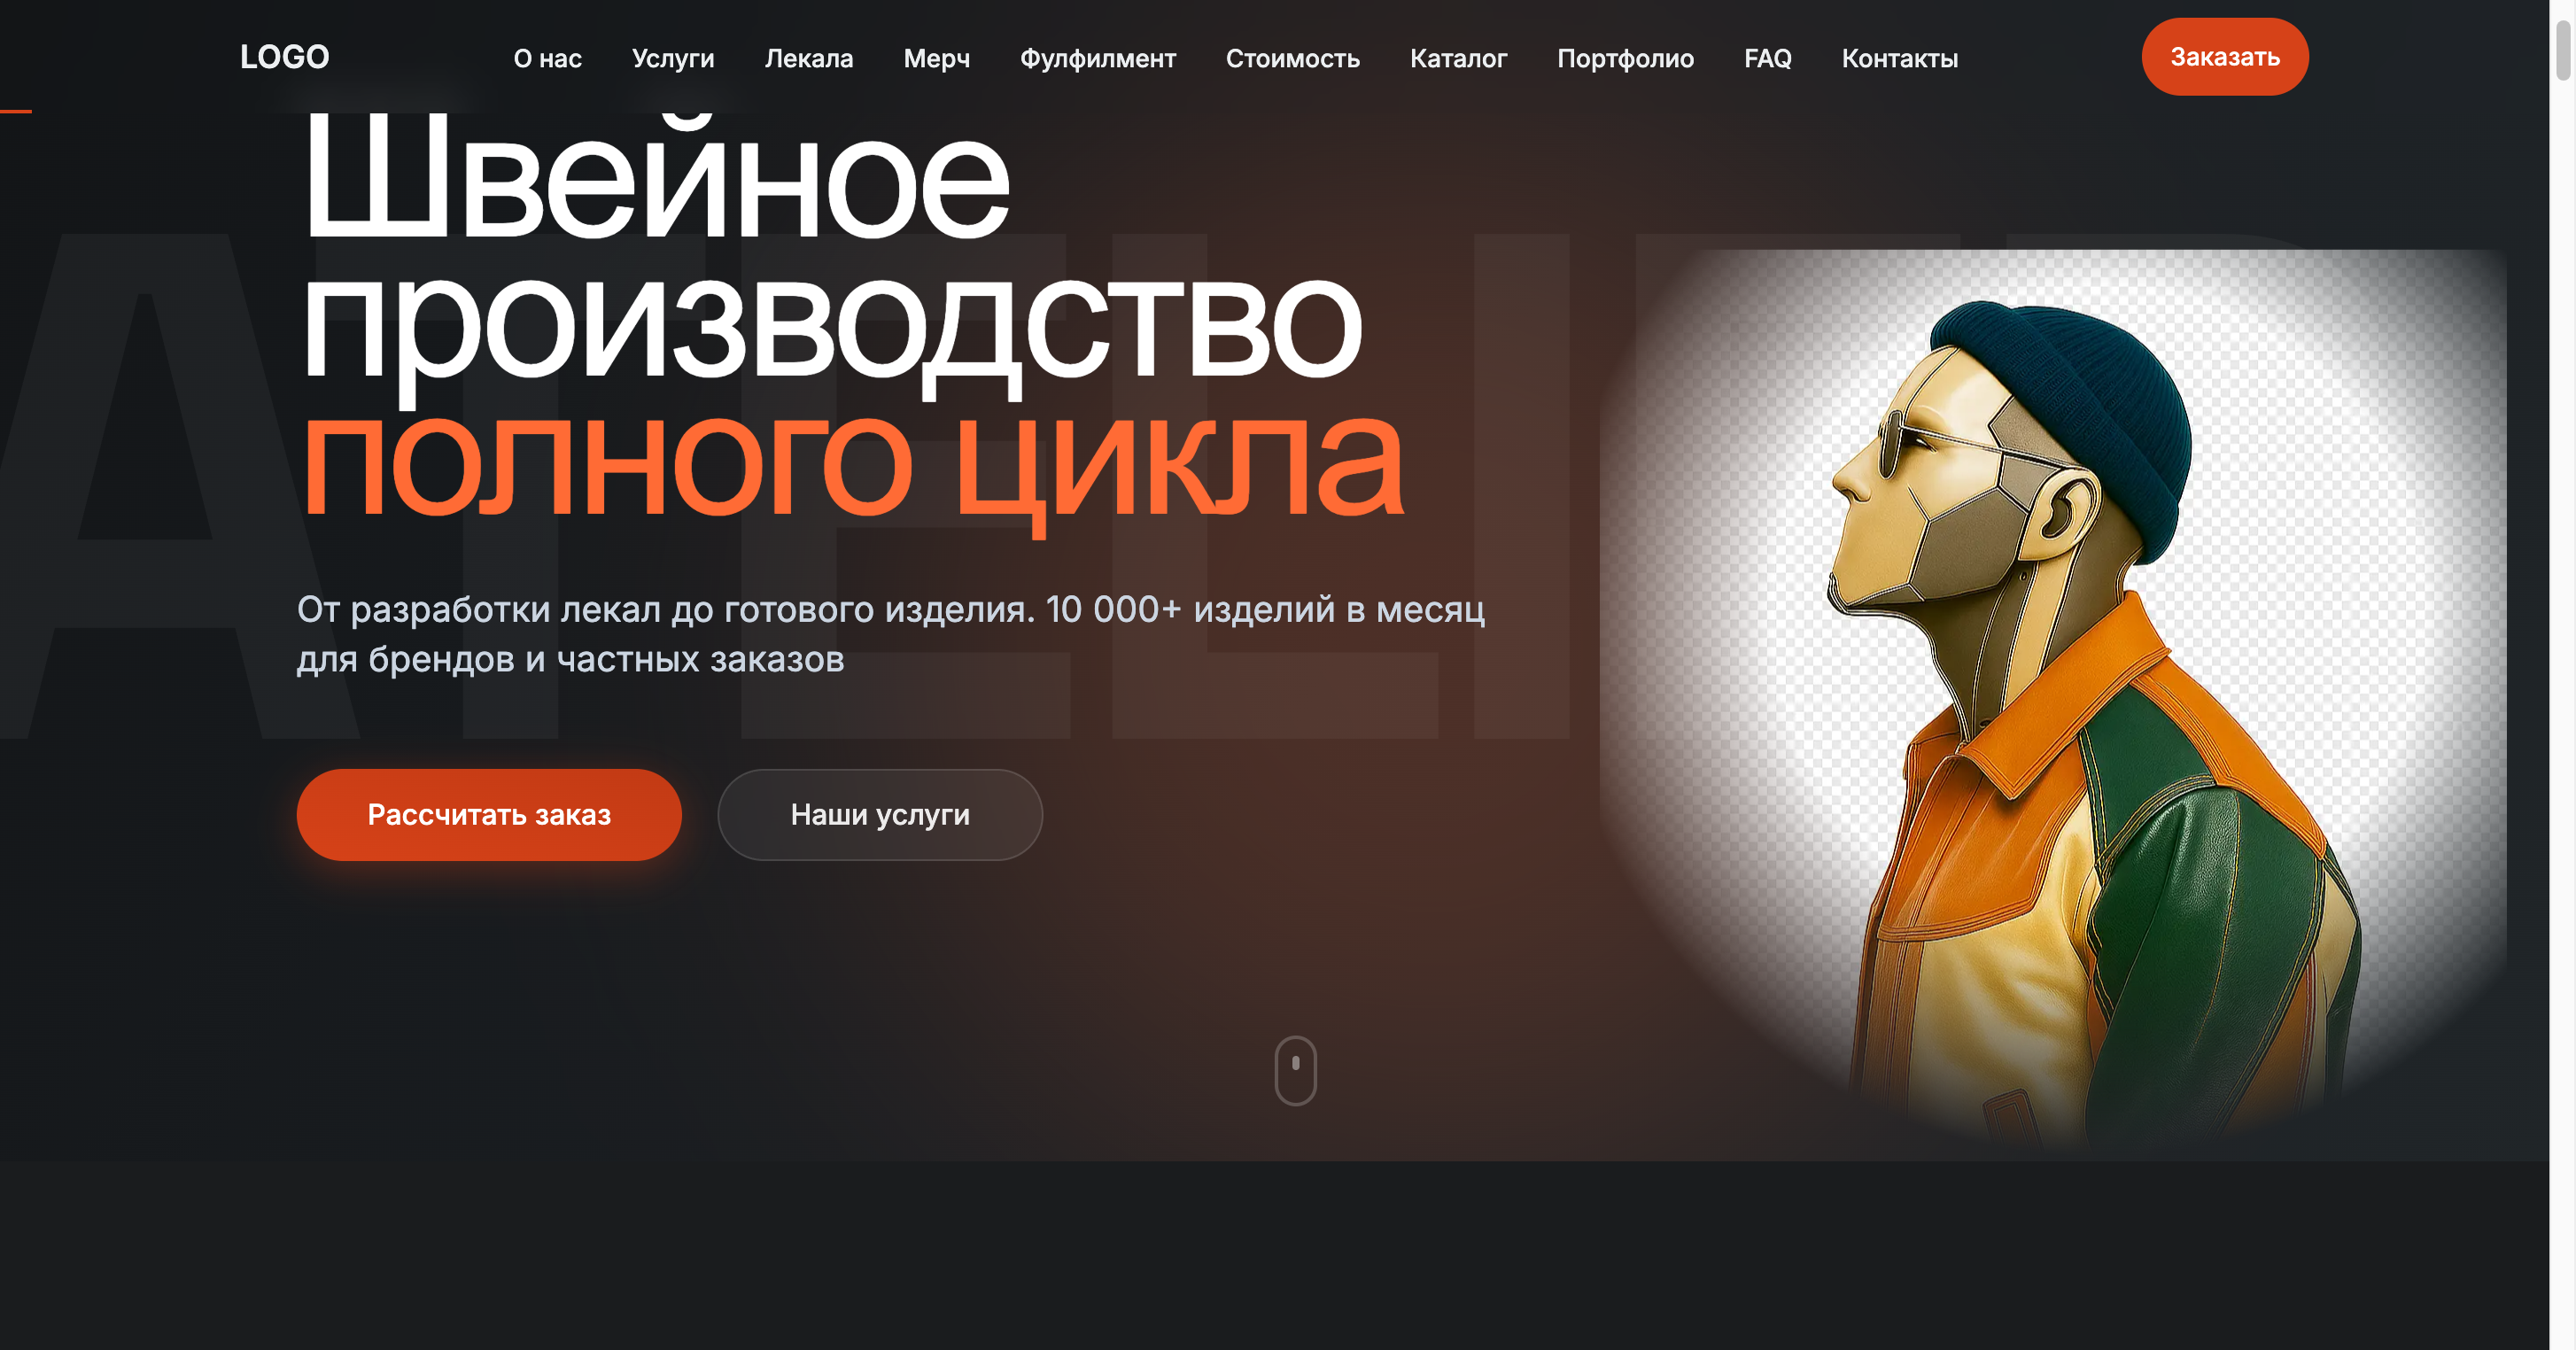 LOGO
О нас
Услуги
Лекала
Мерч
Фулфилмент
Стоимость
Каталог
Портфолио
FAQ
Контакты
Заказать
Швейное
производство
полного цикла
От разработки лекал до готового изделия. 10 000+ изделий в месяц
для брендов и частных заказов
Рассчитать заказ
Наши услуги
ATELIER